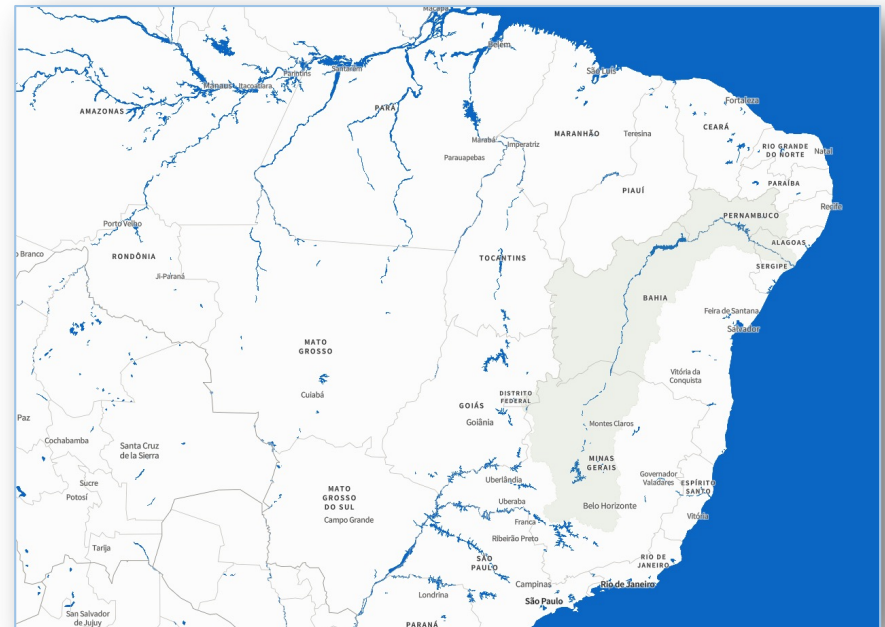 Macapá
Belém
São Luís
Santarém
Parintins
Manaus
Itacoatiara
AMAZONAS
PARÁ
Fortaleza
CEARÁ
MARANHÃO
Teresina
Marabá
Imperatriz
Parauapebas
RIO GRANDE
DO NORTE
Natal
PARAÍBA
PIAUÍ
Recife
PERNAMBUCO
Porto Velho
ALAGOAS
o Branco
RONDÔNIA
TOCANTINS
SERGIPE
Ji-Paraná
BAHIA
Feira de Santana
Salvador
MATO
GROSSO
Vitória da
Conquista
Cuiabá
DISTRITO
FEDERAL
GOIÁS
Goiânia
Paz
Montes Claros
Cochabamba
Santa Cruz
de la Sierra
MINAS
GERAIS
Governador
Valadares
ESPÍRITO
SANTO
Sucre
Potosí
Uberlândia
MATO
GROSSO
DO SUL
Uberaba
Belo Horizonte
Campo Grande
Franca
Vitória
Ribeirão Preto
Tarija
SÃO
PAULO
RIO DE
JANEIRO
Campinas
Rio de Janeiro
Londrina
São Paulo
San Salvador
de Jujuy
PARANÁ